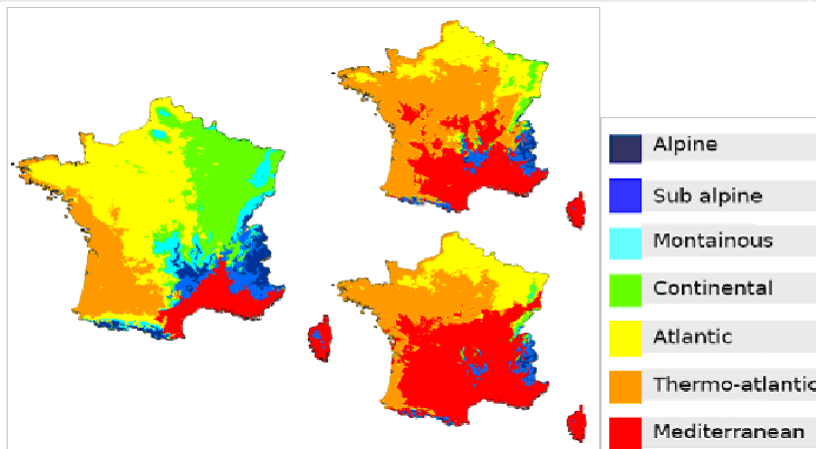 Alpine
Sub alpine
Montainous
Continental
Atlantic
Thermo-atlantic
Mediterranean